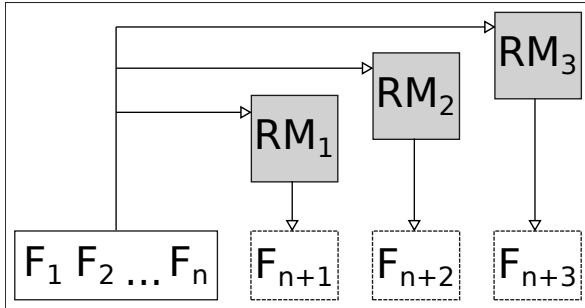 RM₃
RM₂
RM₁
F₁ F₂ ... Fₙ Fₙ₊₁ Fₙ₊₂ Fₙ₊₃